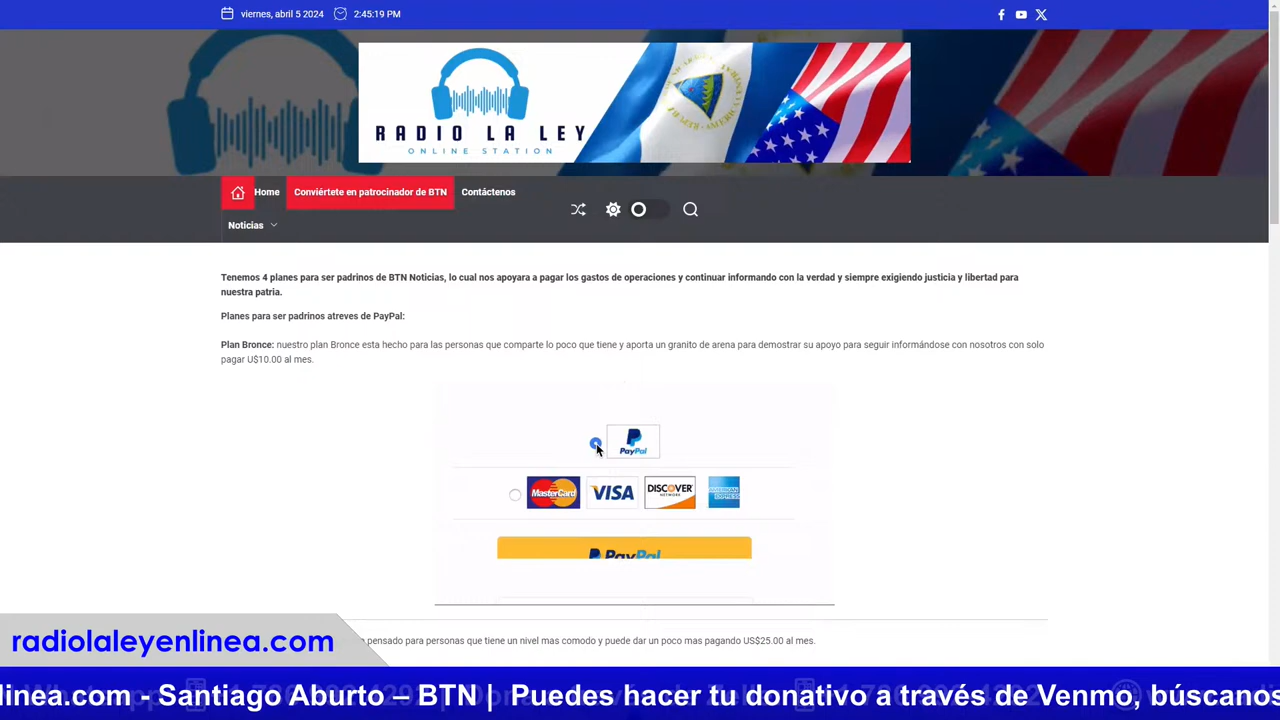 viernes, abril 5 2024 2:45:19 PM
RADIO LA LEY
ONLINE STATION
Home
Conviértete en patrocinador de BTN
Contáctenos
Noticias
Tenemos 4 planes para ser padrinos de BTN Noticias, lo cual nos apoyara a pagar los gastos de operaciones y continuar informando con la verdad y siempre exigiendo justicia y libertad para
nuestra patria.
Planes para ser padrinos atreves de PayPal:
Plan Bronce: nuestro plan Bronce esta hecho para las personas que comparte lo poco que tiene y aporta un granito de arena para demostrar su apoyo para seguir informándose con nosotros con solo
pagar U$10.00 al mes.
PayPal
MasterCard VISA DISCOVER NETWORK AMERICAN EXPRESS
PayPal
pensado para personas que tiene un nivel mas comodo y puede dar un poco mas pagando US$25.00 al mes.
radiolaleyenlinea.com
linea.com - Santiago Aburto – BTN | Puedes hacer tu donativo a través de Venmo, búscanos